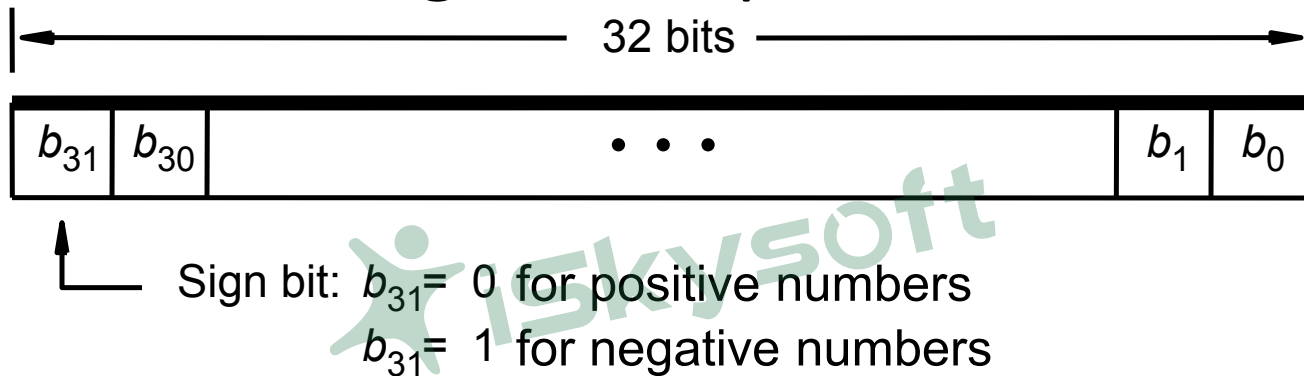 32 bits
b31 b30 • • • b1 b0
Sign bit: b31= 0 for positive numbers
b31= 1 for negative numbers
iskysoft